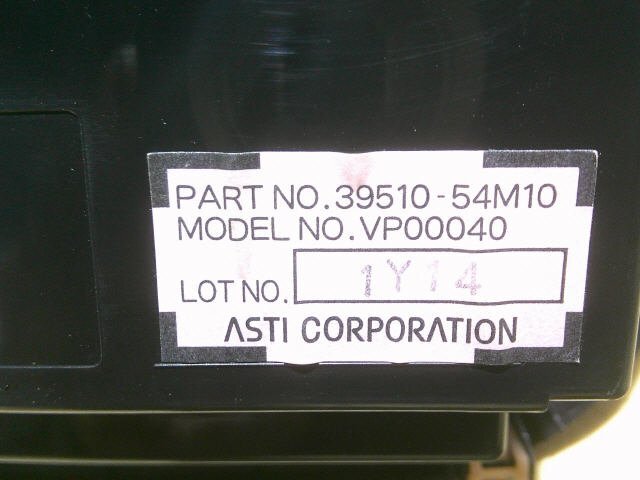 PART NO.39510-54M10
MODEL NO.VP00040
LOT NO. 1Y14
ASTI CORPORATION